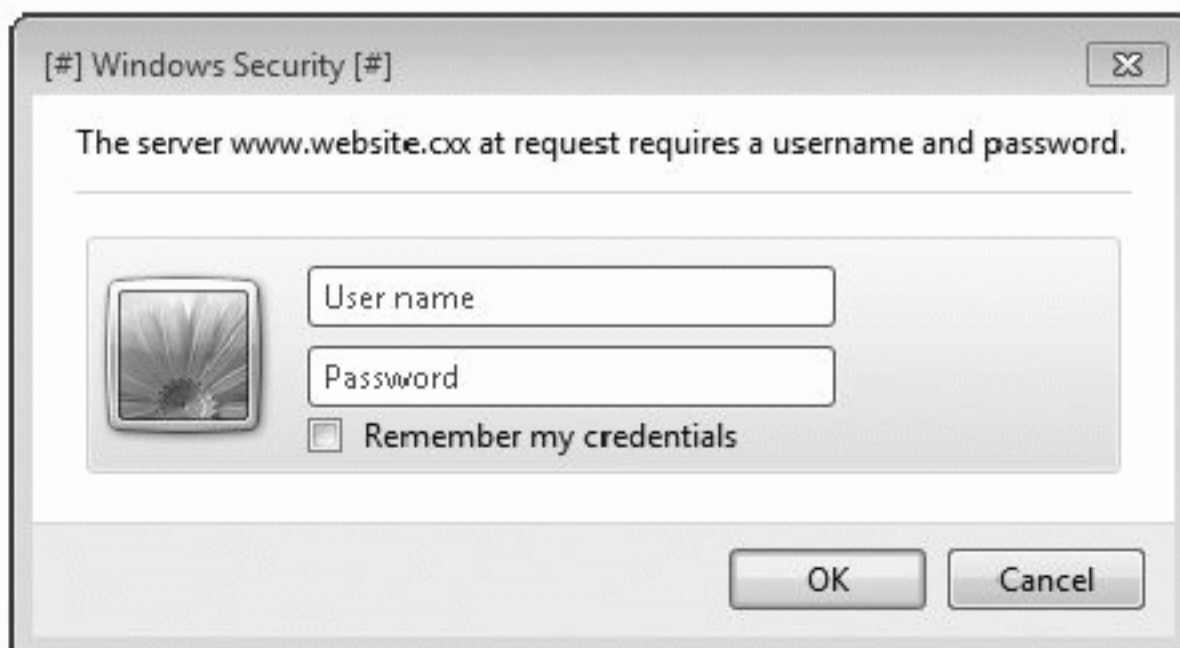 [#] Windows Security [#]
The server www.website.cxx at request requires a username and password.
User name
Password
Remember my credentials
OK
Cancel